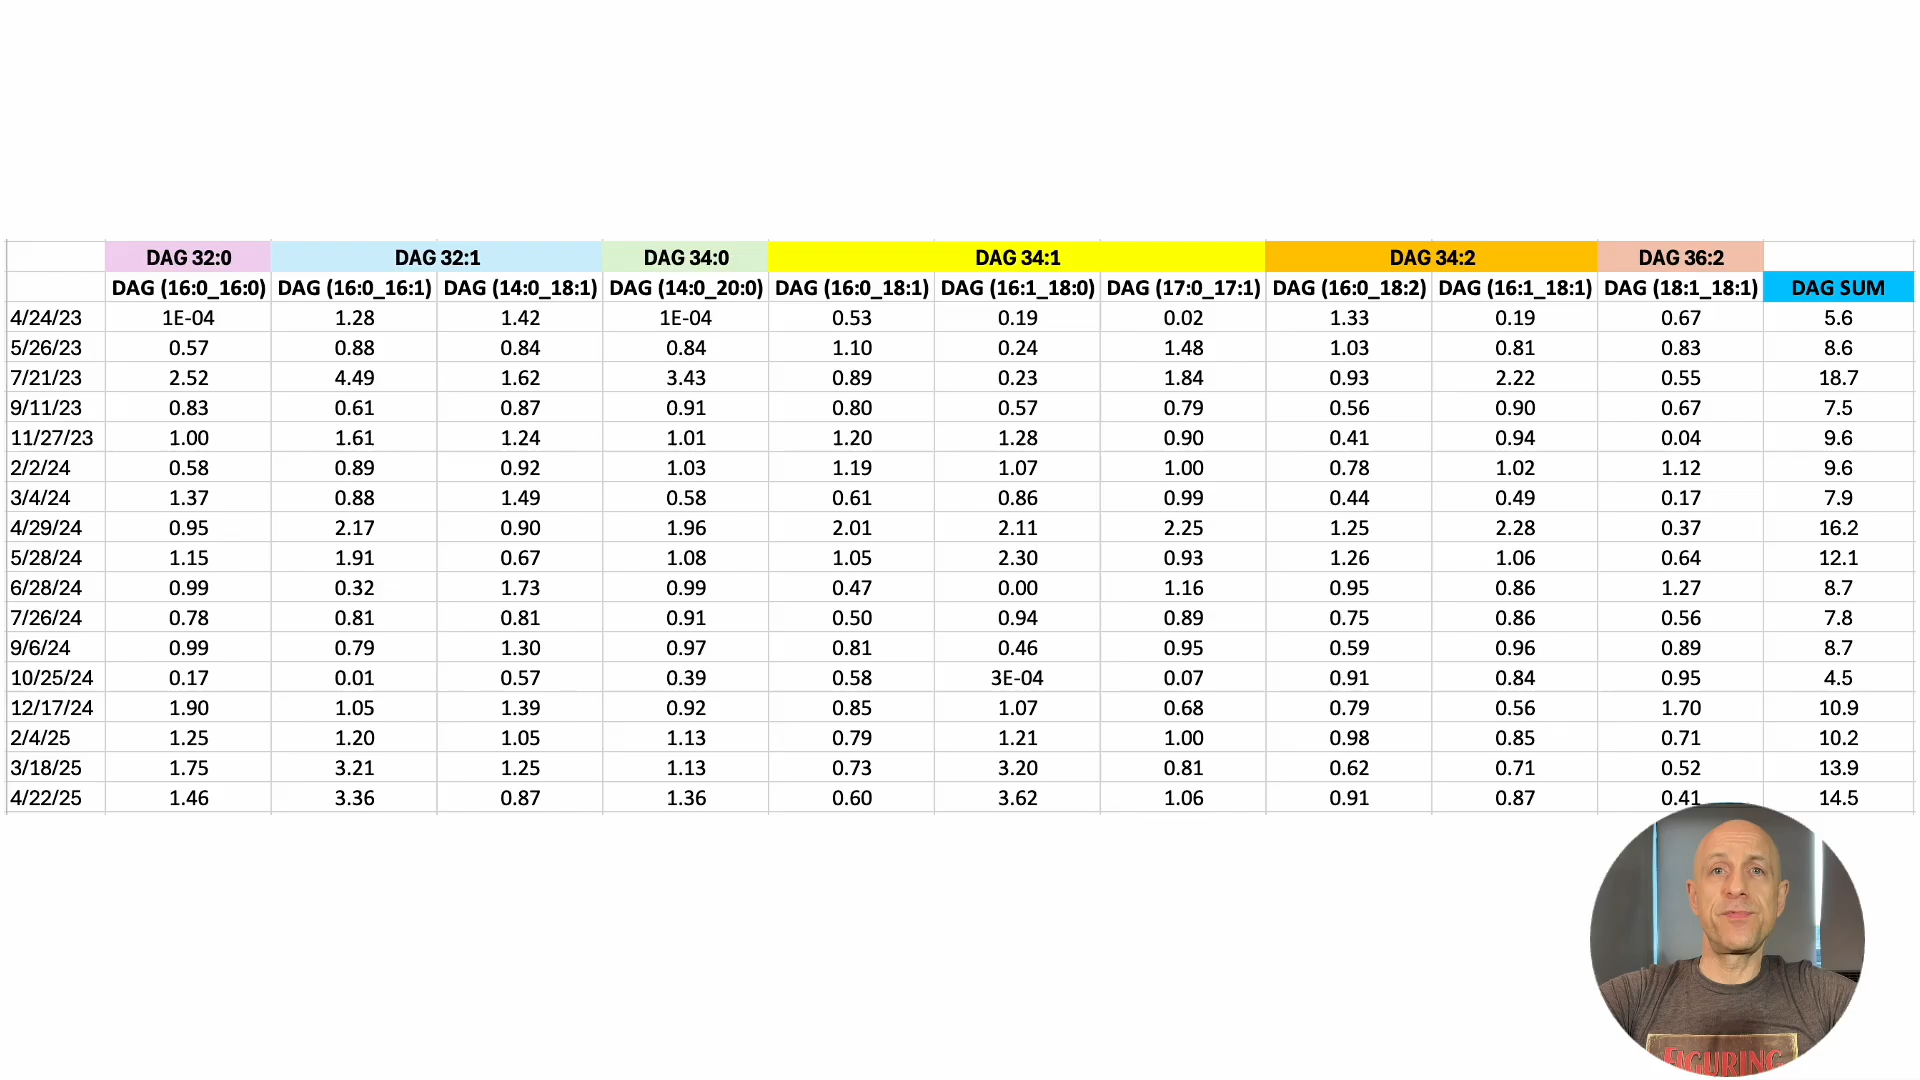 DAG 32:0 DAG 32:1 DAG 34:0 DAG 34:1 DAG 34:2 DAG 36:2
DAG (16:0_16:0) DAG (16:0_16:1) DAG (14:0_18:1) DAG (14:0_20:0) DAG (16:0_18:1) DAG (16:1_18:0) DAG (17:0_17:1) DAG (16:0_18:2) DAG (16:1_18:1) DAG (18:1_18:1) DAG SUM
4/24/23 1E-04 1.28 1.42 1E-04 0.53 0.19 0.02 1.33 0.19 0.67 5.6
5/26/23 0.57 0.88 0.84 0.84 1.10 0.24 1.48 1.03 0.81 0.83 8.6
7/21/23 2.52 4.49 1.62 3.43 0.89 0.23 1.84 0.93 2.22 0.55 18.7
9/11/23 0.83 0.61 0.87 0.91 0.80 0.57 0.79 0.56 0.90 0.67 7.5
11/27/23 1.00 1.61 1.24 1.01 1.20 1.28 0.90 0.41 0.94 0.04 9.6
2/2/24 0.58 0.89 0.92 1.03 1.19 1.07 1.00 0.78 1.02 1.12 9.6
3/4/24 1.37 0.88 1.49 0.58 0.61 0.86 0.99 0.44 0.49 0.17 7.9
4/29/24 0.95 2.17 0.90 1.96 2.01 2.11 2.25 1.25 2.28 0.37 16.2
5/28/24 1.15 1.91 0.67 1.08 1.05 2.30 0.93 1.26 1.06 0.64 12.1
6/28/24 0.99 0.32 1.73 0.99 0.47 0.00 1.16 0.95 0.86 1.27 8.7
7/26/24 0.78 0.81 0.81 0.91 0.50 0.94 0.89 0.75 0.86 0.56 7.8
9/6/24 0.99 0.79 1.30 0.97 0.81 0.46 0.95 0.59 0.96 0.89 8.7
10/25/24 0.17 0.01 0.57 0.39 0.58 3E-04 0.07 0.91 0.84 0.95 4.5
12/17/24 1.90 1.05 1.39 0.92 0.85 1.07 0.68 0.79 0.56 1.70 10.9
2/4/25 1.25 1.20 1.05 1.13 0.79 1.21 1.00 0.98 0.85 0.71 10.2
3/18/25 1.75 3.21 1.25 1.13 0.73 3.20 0.81 0.62 0.71 0.52 13.9
4/22/25 1.46 3.36 0.87 1.36 0.60 3.62 1.06 0.91 0.87 0.41 14.5
FIGURING